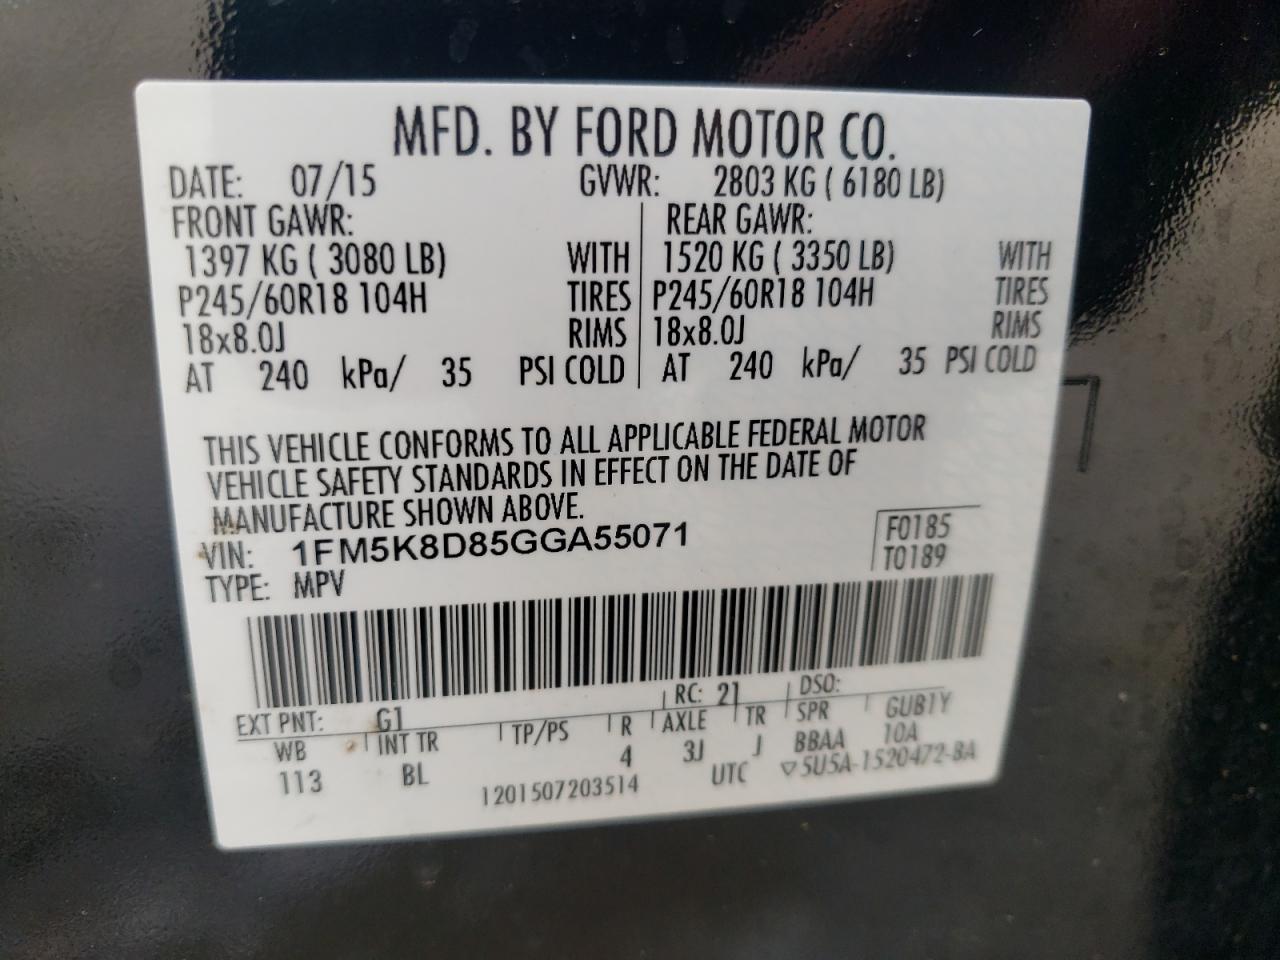 MFD. BY FORD MOTOR CO.
DATE: 07/15 GVWR: 2803 KG ( 6180 LB)
FRONT GAWR: REAR GAWR:
1397 KG ( 3080 LB) WITH 1520 KG ( 3350 LB) WITH
P245/60R18 104H TIRES P245/60R18 104H TIRES
18x8.0J RIMS 18x8.0J RIMS
AT 240 kPa/ 35 PSI COLD AT 240 kPa/ 35 PSI COLD
THIS VEHICLE CONFORMS TO ALL APPLICABLE FEDERAL MOTOR
VEHICLE SAFETY STANDARDS IN EFFECT ON THE DATE OF
MANUFACTURE SHOWN ABOVE.
VIN: 1FM5K8D85GGA55071 F0185
TYPE: MPV T0189
EXT PNT: G1 RC: 21 DSO:
WB INT TR TP/PS R AXLE TR SPR GUB1Y
113 BL 4 3J J BBAA 10A
1201507203514 UTC ▽5U5A-1520472-BA